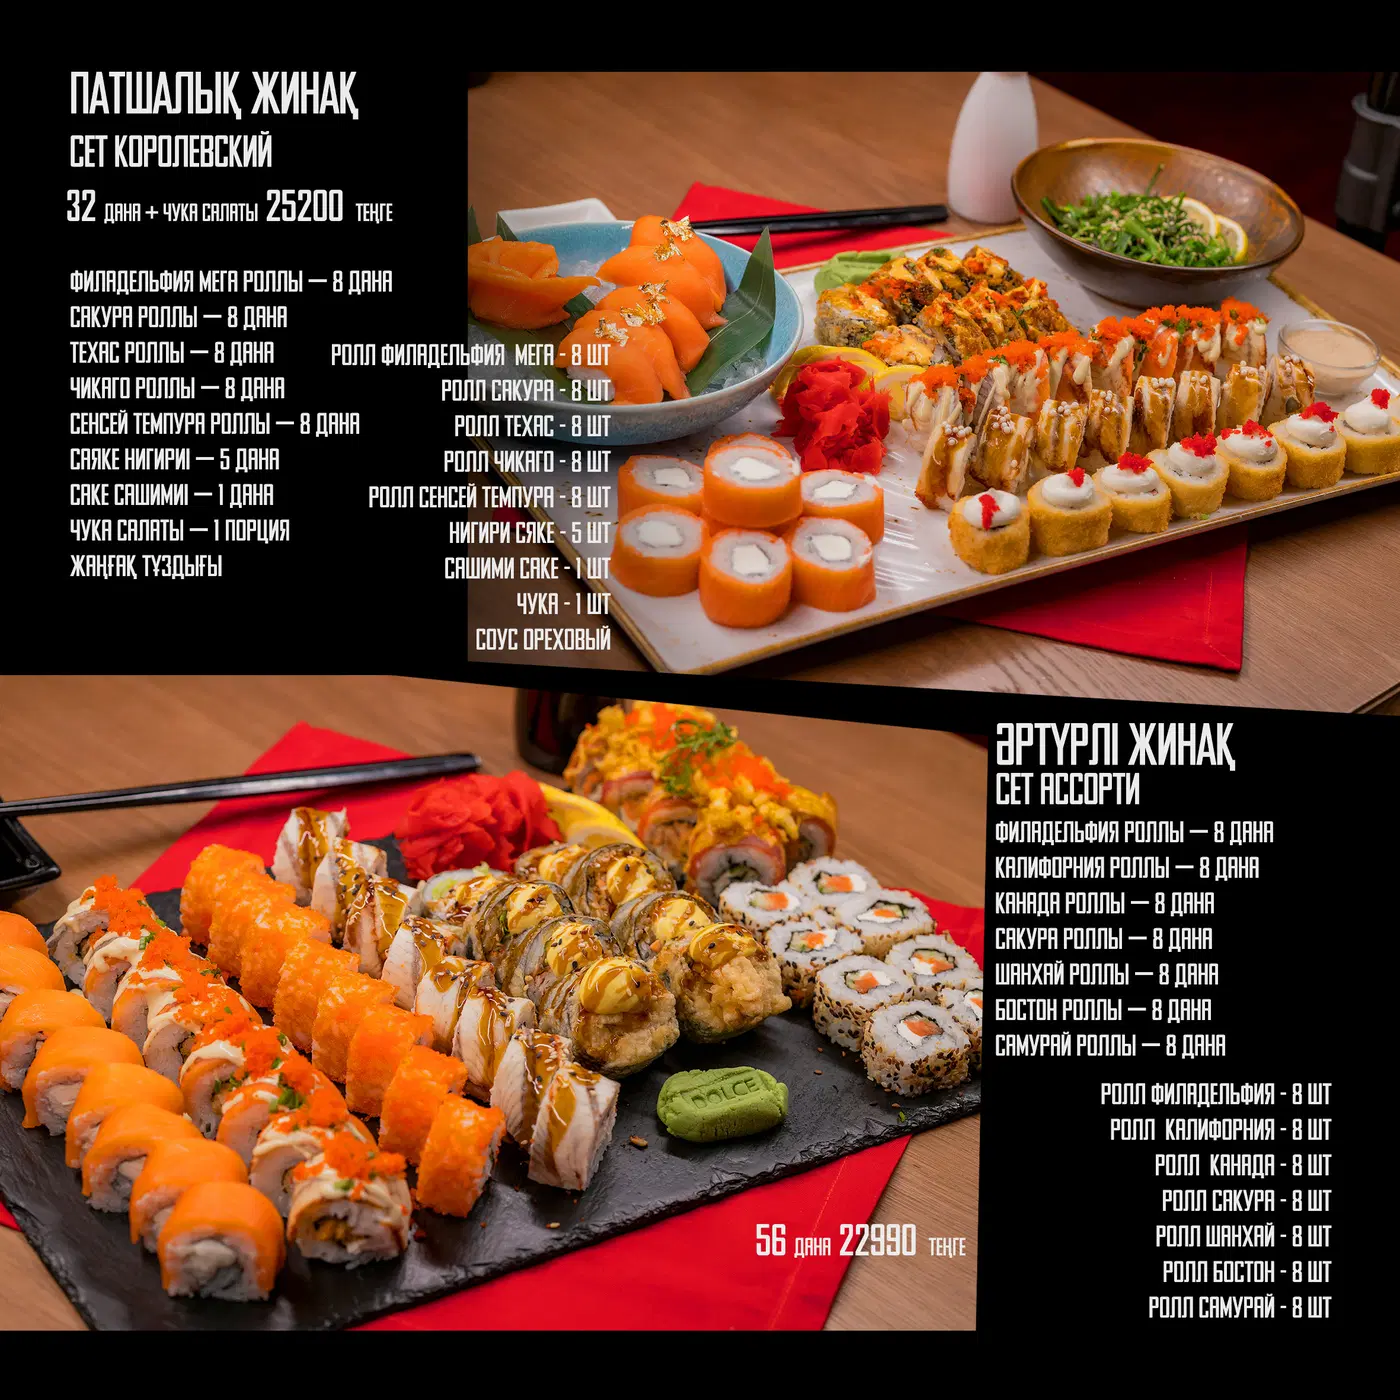 ПАТШАЛЫҚ ЖИНАҚ
СЕТ КОРОЛЕВСКИЙ
32 ДАНА + ЧУКА САЛАТЫ 25200 ТЕҢГЕ
ФИЛАДЕЛЬФИЯ МЕГА РОЛЛЫ — 8 ДАНА
САКУРА РОЛЛЫ — 8 ДАНА
ТЕХАС РОЛЛЫ — 8 ДАНА
ЧИКАГО РОЛЛЫ — 8 ДАНА
СЕНСЕЙ ТЕМПУРА РОЛЛЫ — 8 ДАНА
САЯКЕ НИГИРІІ — 5 ДАНА
САКЕ САШИМИІ — 1 ДАНА
ЧУКА САЛАТЫ — 1 ПОРЦИЯ
ЖАҢҒАҚ ТҰЗДЫҒЫ
РОЛЛ ФИЛАДЕЛЬФИЯ МЕГА - 8 ШТ
РОЛЛ САКУРА - 8 ШТ
РОЛЛ ТЕХАС - 8 ШТ
РОЛЛ ЧИКАГО - 8 ШТ
РОЛЛ СЕНСЕЙ ТЕМПУРА - 8 ШТ
НИГИРИ СЯКЕ - 5 ШТ
САШИМИ САКЕ - 1 ШТ
ЧУКА - 1 ШТ
СОУС ОРЕХОВЫЙ
ӘРТҮРЛІ ЖИНАҚ
СЕТ АССОРТИ
ФИЛАДЕЛЬФИЯ РОЛЛЫ — 8 ДАНА
КАЛИФОРНИЯ РОЛЛЫ — 8 ДАНА
КАНАДА РОЛЛЫ — 8 ДАНА
САКУРА РОЛЛЫ — 8 ДАНА
ШАНХАЙ РОЛЛЫ — 8 ДАНА
БОСТОН РОЛЛЫ — 8 ДАНА
САМУРАЙ РОЛЛЫ — 8 ДАНА
РОЛЛ ФИЛАДЕЛЬФИЯ - 8 ШТ
РОЛЛ КАЛИФОРНИЯ - 8 ШТ
РОЛЛ КАНАДА - 8 ШТ
РОЛЛ САКУРА - 8 ШТ
РОЛЛ ШАНХАЙ - 8 ШТ
РОЛЛ БОСТОН - 8 ШТ
РОЛЛ САМУРАЙ - 8 ШТ
DOLCE
56 ДАНА 22990 ТЕҢГЕ